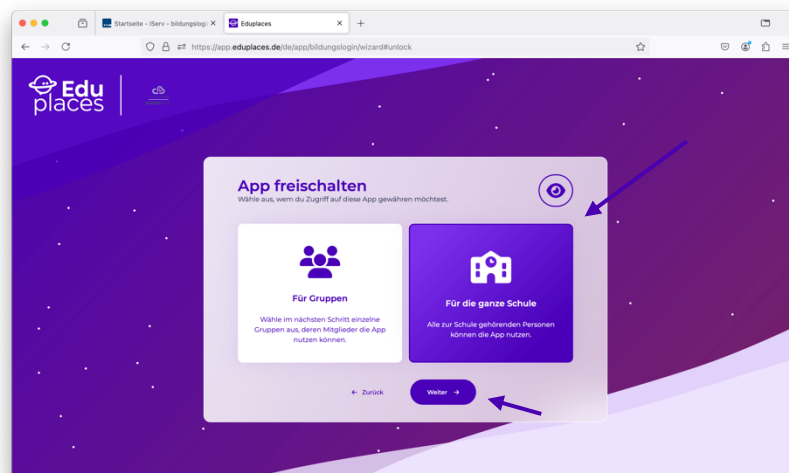 Startseite - IServ - bildungslogi
Eduplaces
https://app.eduplaces.de/de/app/bildungslogin/wizard#unlock
Edu
places
App freischalten
Wähle aus, wem du Zugriff auf diese App gewähren möchtest.
Für Gruppen
Wähle im nächsten Schritt einzelne
Gruppen aus, deren Mitglieder die App
nutzen können.
Für die ganze Schule
Alle zur Schule gehörenden Personen
können die App nutzen.
← Zurück
Weiter →